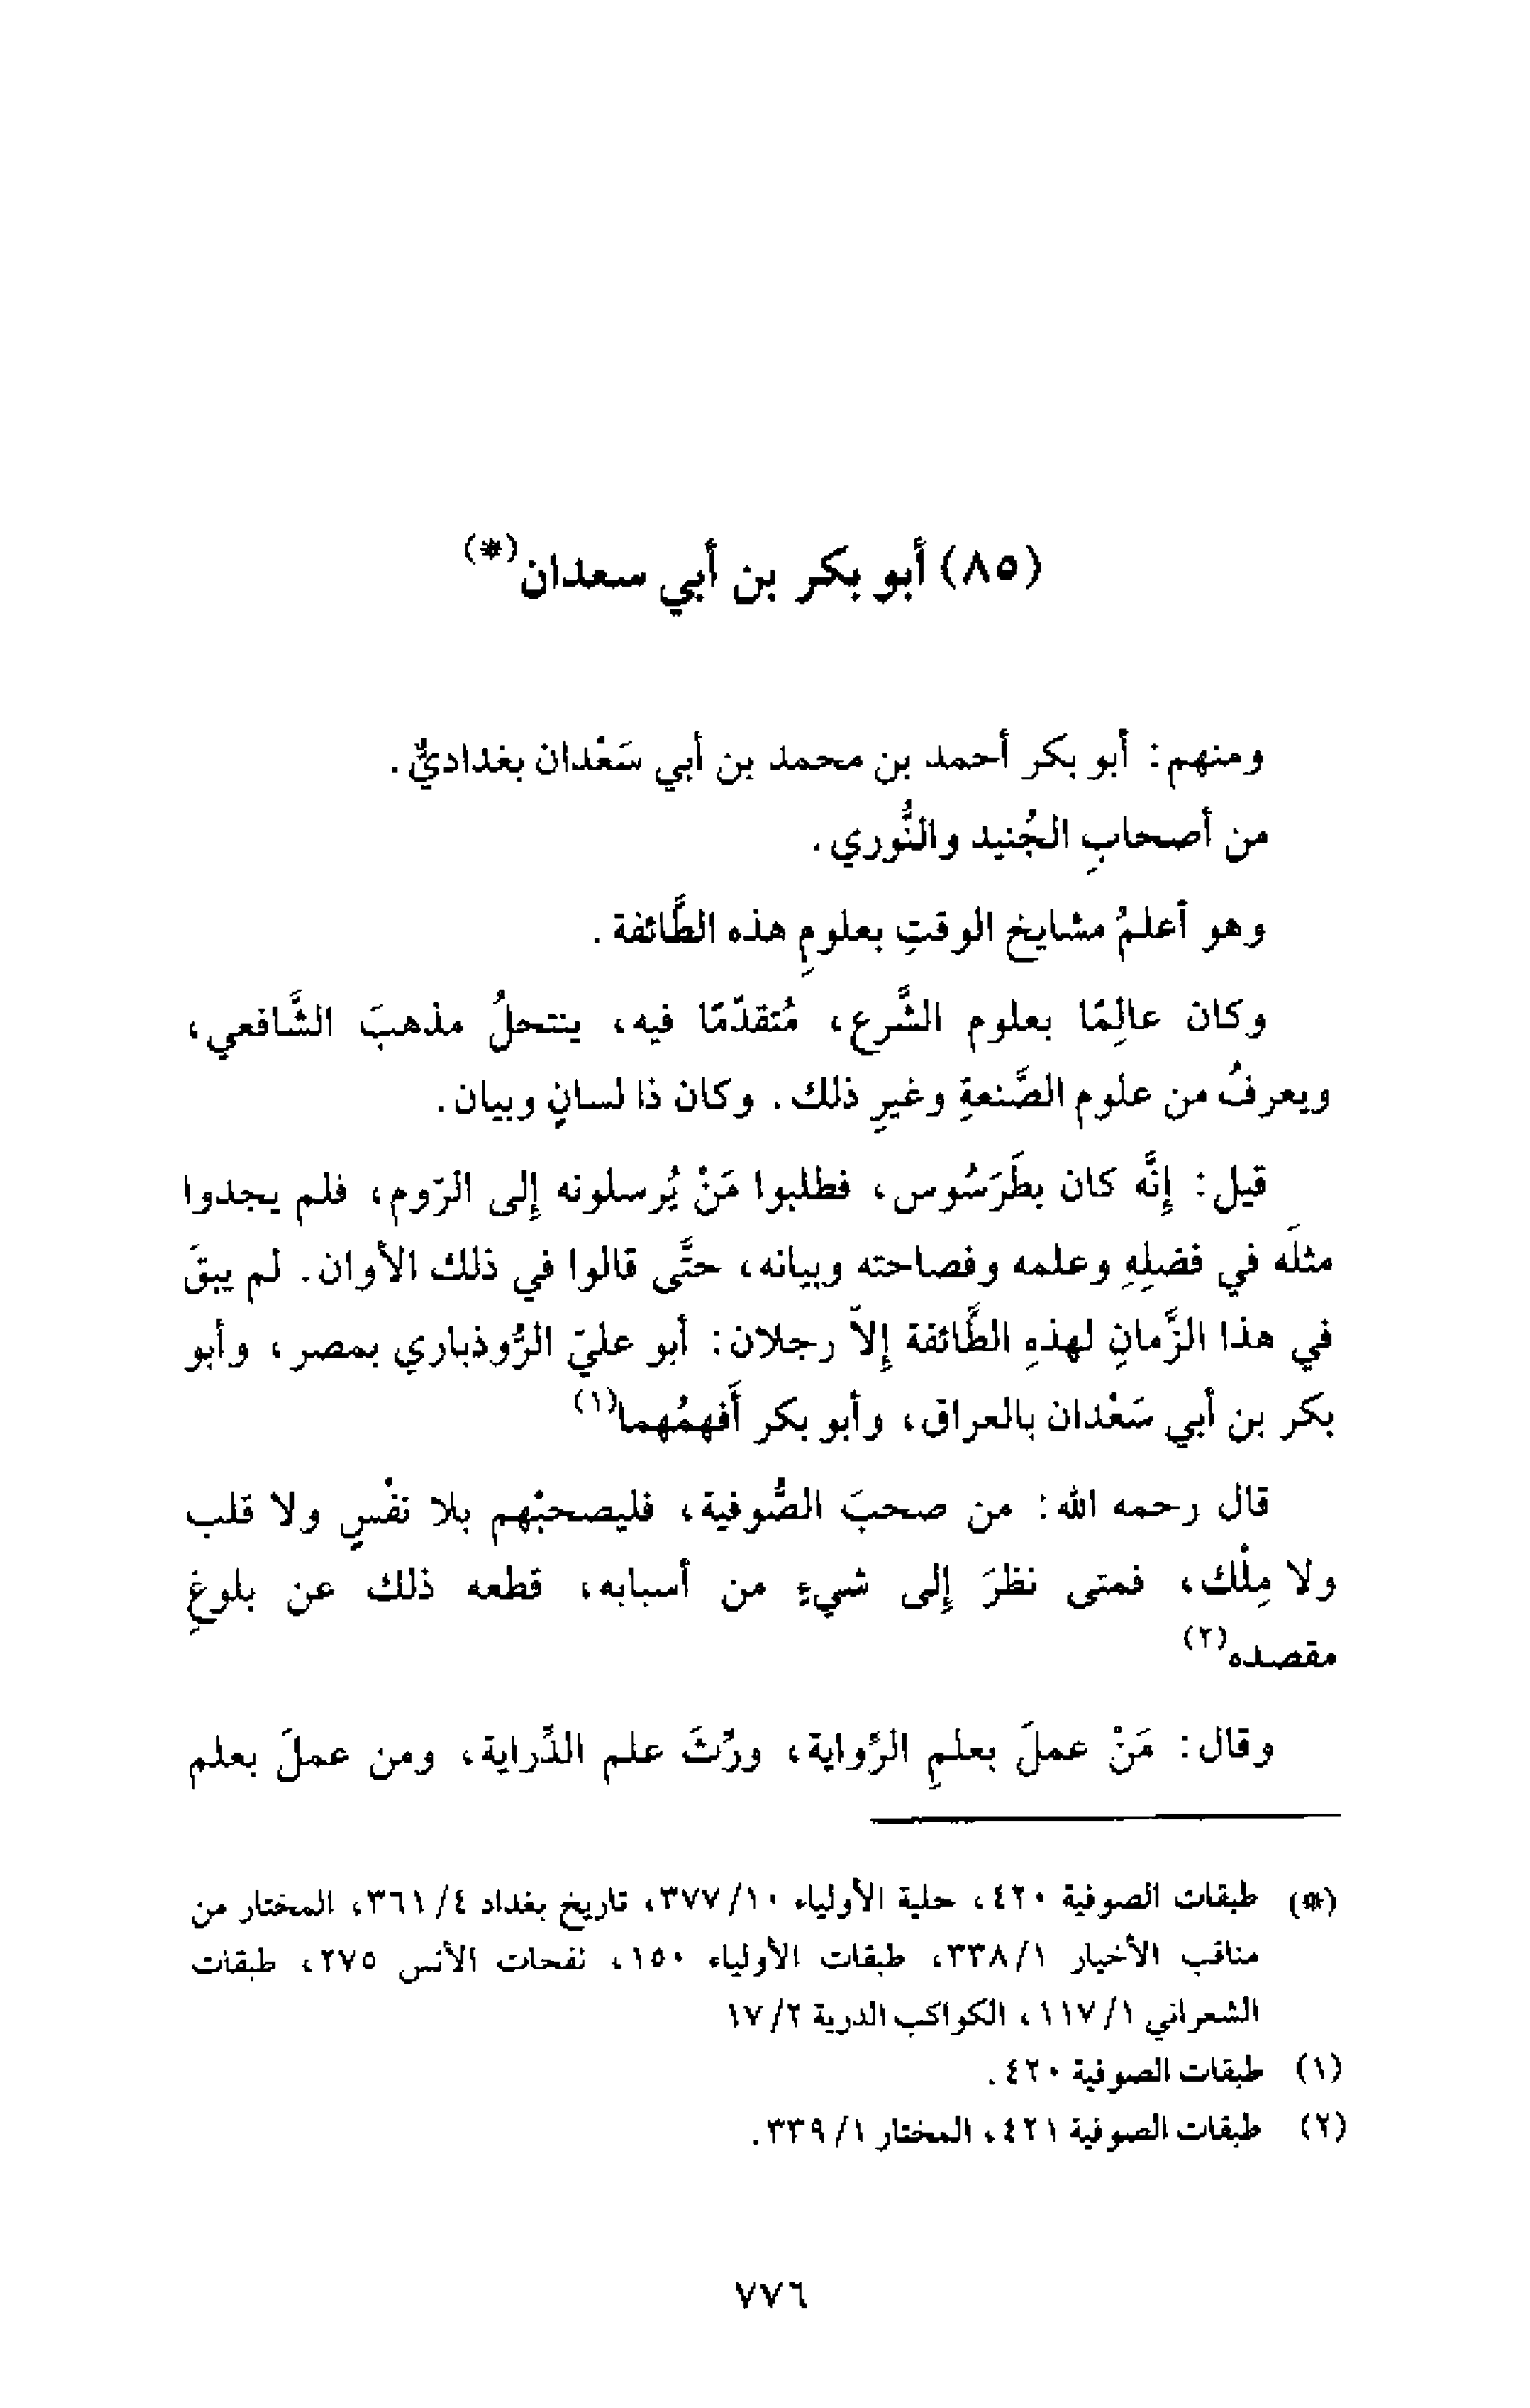 (٨٥) أبو بكر بن أبي سعدان(*)
ومنهم: أبو بكر أحمد بن محمد بن أبي سَعْدان بغداديٌّ.
من أصحابِ الجُنيد والنُّوري.
وهو أعلمُ مشايخ الوقتِ بعلومِ هذه الطَّائفة.
وكان عالِمًا بعلوم الشَّرع، مُتقدّمًا فيه، ينتحلُ مذهبَ الشَّافعي،
ويعرفُ من علوم الصَّنعةِ وغيرِ ذلك. وكان ذا لسانٍ وبيان.
قيل: إنَّه كان بطَرَسُوس، فطلبوا مَنْ يُرسلونه إلى الرّوم، فلم يجدوا
مثلَه في فضلِهِ وعلمه وفصاحته وبيانه، حتَّى قالوا في ذلك الأوان. لم يبقَ
في هذا الزَّمانِ لهذهِ الطَّائفة إلاّ رجلان: أبو عليّ الرُّوذباري بمصر، وأبو
بكر بن أبي سَعْدان بالعراق، وأبو بكر أَفهمُهما(١)
قال رحمه الله: من صحبَ الصُّوفية، فليصحبْهم بلا نفْسٍ ولا قلب
ولا مِلْك، فمتى نظرَ إلى شيءٍ من أسبابه، قطعه ذلك عن بلوغِ
مقصده(٢)
وقال: مَنْ عملَ بعلمِ الرِّواية، ورِّثَ علم الدِّراية، ومن عملَ بعلم
(*) طبقات الصوفية ٤٢٠، حلية الأولياء ١٠/ ٣٧٧، تاريخ بغداد ٤/ ٣٦١، المختار من
مناقب الأخيار ١/ ٣٣٨، طبقات الأولياء ١٥٠، نفحات الأنس ٢٧٥، طبقات
الشعراني ١/ ١١٧، الكواكب الدرية ٢/ ١٧
(١) طبقات الصوفية ٤٢٠.
(٢) طبقات الصوفية ٤٢١، المختار ١/ ٣٣٩.
٧٧٦